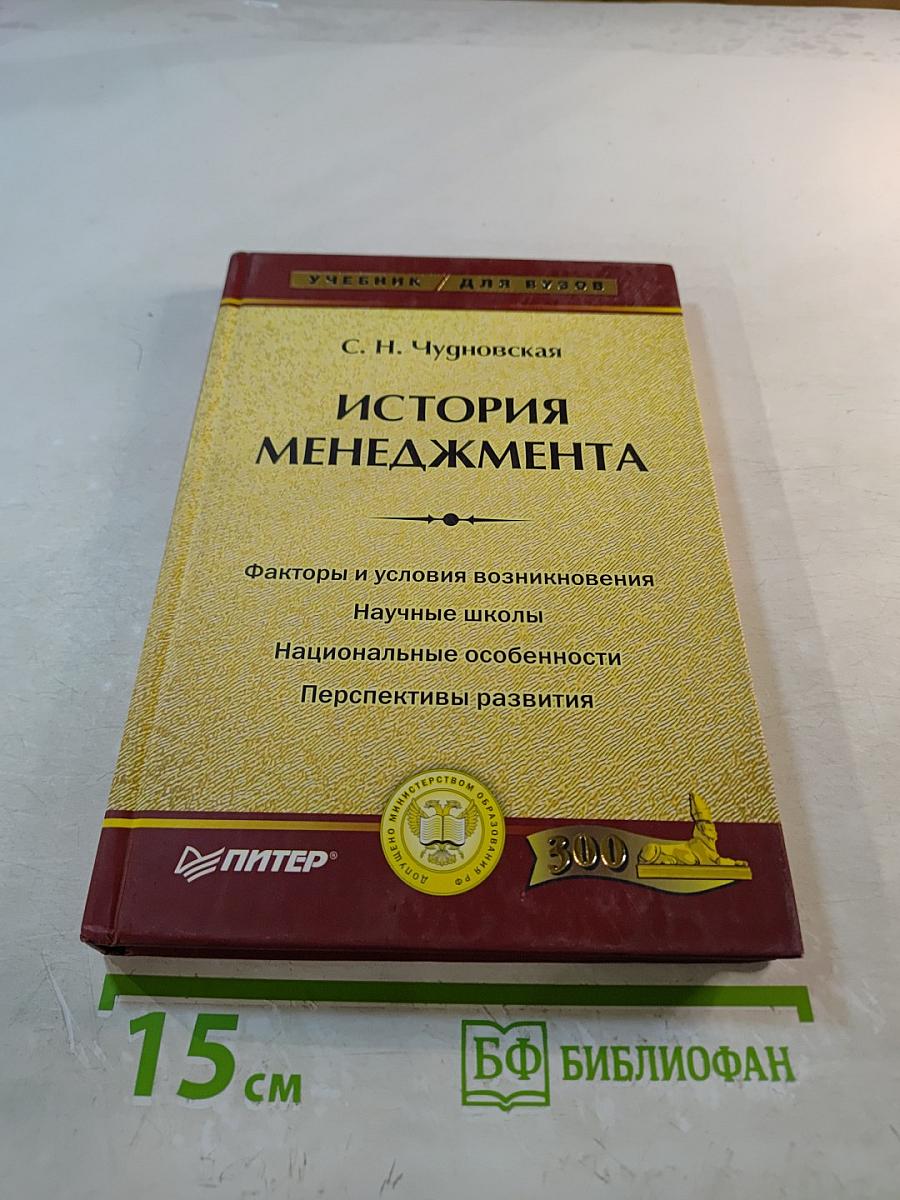 УЧЕБНИК / ДЛЯ ВУЗОВ
С. Н. Чудновская
ИСТОРИЯ
МЕНЕДЖМЕНТА
Факторы и условия возникновения
Научные школы
Национальные особенности
Перспективы развития
ПИТЕР®
ДОПУЩЕНО МИНИСТЕРСТВОМ ОБРАЗОВАНИЯ РФ
300
15 см
БФ БИБЛИОФАН